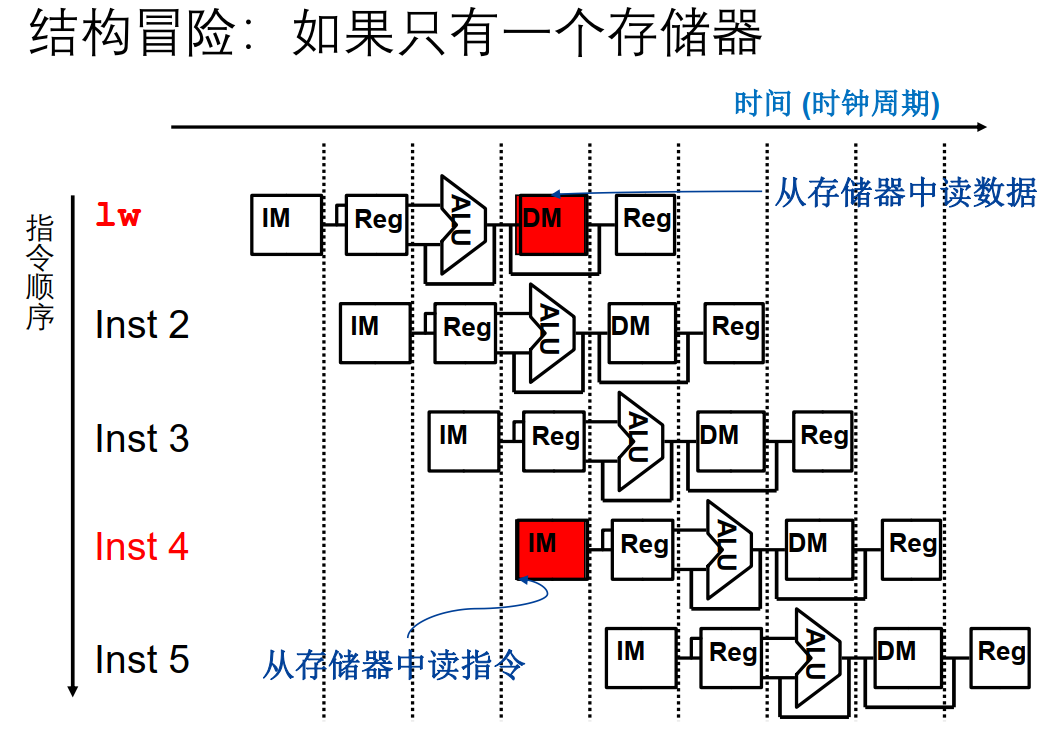 结构冒险：如果只有一个存储器
时间 (时钟周期)
指令顺序
lw
IM Reg ALU DM Reg
从存储器中读数据
Inst 2
IM Reg ALU DM Reg
Inst 3
IM Reg ALU DM Reg
Inst 4
IM Reg ALU DM Reg
从存储器中读指令
Inst 5
IM Reg ALU DM Reg